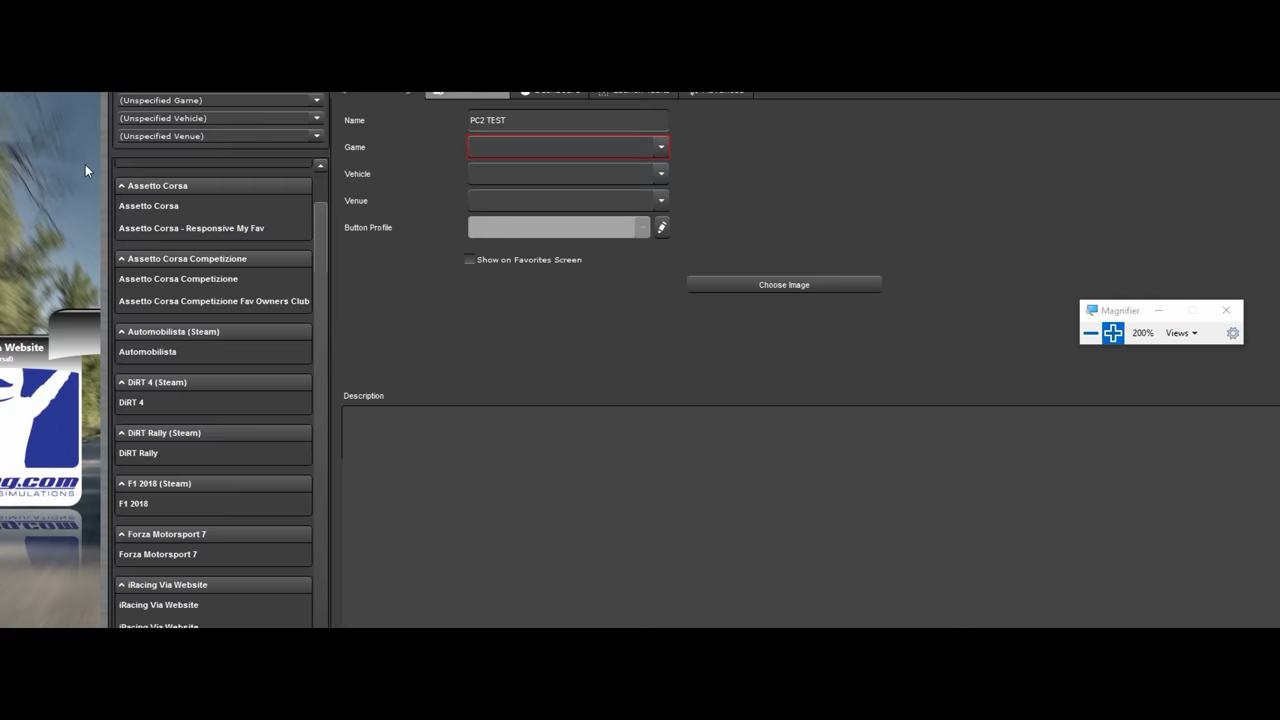 (Unspecified Game)
(Unspecified Vehicle)
(Unspecified Venue)
Assetto Corsa
Assetto Corsa
Assetto Corsa - Responsive My Fav
Assetto Corsa Competizione
Assetto Corsa Competizione
Assetto Corsa Competizione Fav Owners Club
Automobilista (Steam)
Automobilista
DiRT 4 (Steam)
DiRT 4
DiRT Rally (Steam)
DiRT Rally
F1 2018 (Steam)
F1 2018
Forza Motorsport 7
Forza Motorsport 7
iRacing Via Website
iRacing Via Website
iRacing Via Website
Name
PC2 TEST
Game
Vehicle
Venue
Button Profile
Show on Favorites Screen
Choose Image
Description
Magnifier
200%
Views
Website
g.com
SIMULATIONS